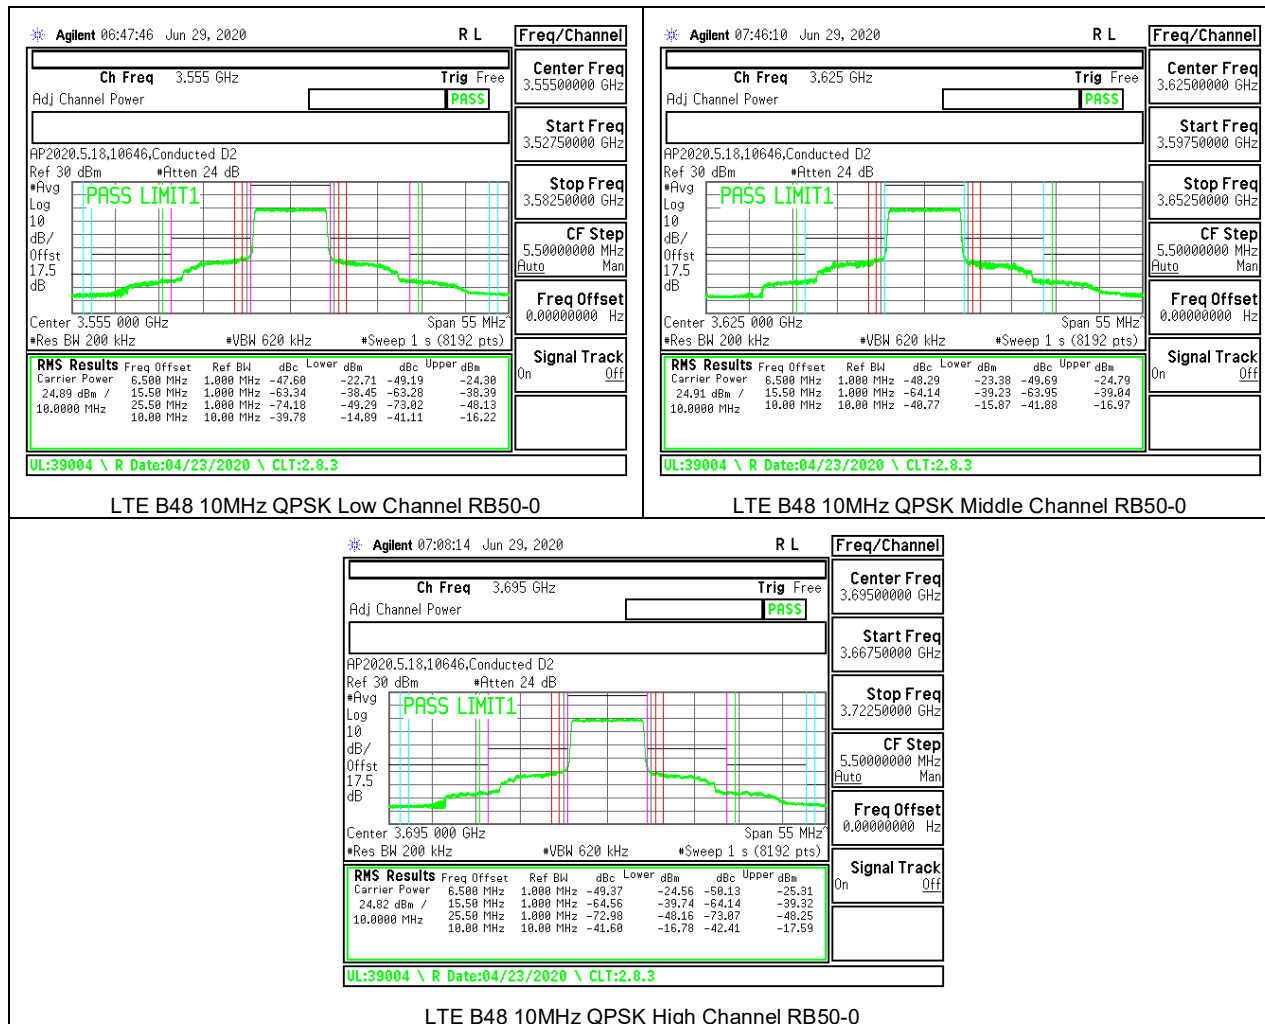 Agilent 06:47:46 Jun 29, 2020 R L Freq/Channel
Ch Freq 3.555 GHz Trig Free
Adj Channel Power PASS
AP2020.5.18,10646,Conducted D2
Ref 30 dBm #Atten 24 dB
#Avg
Log
10
dB/
Offst
17.5
dB
PASS LIMIT1
Center 3.555 000 GHz Span 55 MHz^
#Res BW 200 kHz #VBW 620 kHz #Sweep 1 s (8192 pts)
RMS Results Freq Offset Ref BW dBc Lower dBm dBc Upper dBm
Carrier Power 6.500 MHz 1.000 MHz -47.60 -22.71 -49.19 -24.30
24.89 dBm / 15.50 MHz 1.000 MHz -63.34 -38.45 -63.28 -38.39
10.0000 MHz 25.50 MHz 1.000 MHz -74.18 -49.29 -73.02 -48.13
10.00 MHz 10.00 MHz -39.78 -14.89 -41.11 -16.22
UL:39004 \ R Date:04/23/2020 \ CLT:2.8.3
Center Freq
3.55500000 GHz
Start Freq
3.52750000 GHz
Stop Freq
3.58250000 GHz
CF Step
5.50000000 MHz
Auto Man
Freq Offset
0.00000000 Hz
Signal Track
On Off
LTE B48 10MHz QPSK Low Channel RB50-0
Agilent 07:46:10 Jun 29, 2020 R L Freq/Channel
Ch Freq 3.625 GHz Trig Free
Adj Channel Power PASS
AP2020.5.18,10646,Conducted D2
Ref 30 dBm #Atten 24 dB
#Avg
Log
10
dB/
Offst
17.5
dB
PASS LIMIT1
Center 3.625 000 GHz Span 55 MHz^
#Res BW 200 kHz #VBW 620 kHz #Sweep 1 s (8192 pts)
RMS Results Freq Offset Ref BW dBc Lower dBm dBc Upper dBm
Carrier Power 6.500 MHz 1.000 MHz -48.29 -23.38 -49.69 -24.79
24.91 dBm / 15.50 MHz 1.000 MHz -64.14 -39.23 -63.95 -39.04
10.0000 MHz 10.00 MHz 10.00 MHz -40.77 -15.87 -41.88 -16.97
UL:39004 \ R Date:04/23/2020 \ CLT:2.8.3
Center Freq
3.62500000 GHz
Start Freq
3.59750000 GHz
Stop Freq
3.65250000 GHz
CF Step
5.50000000 MHz
Auto Man
Freq Offset
0.00000000 Hz
Signal Track
On Off
LTE B48 10MHz QPSK Middle Channel RB50-0
Agilent 07:08:14 Jun 29, 2020 R L Freq/Channel
Ch Freq 3.695 GHz Trig Free
Adj Channel Power PASS
AP2020.5.18,10646,Conducted D2
Ref 30 dBm #Atten 24 dB
#Avg
Log
10
dB/
Offst
17.5
dB
PASS LIMIT1
Center 3.695 000 GHz Span 55 MHz^
#Res BW 200 kHz #VBW 620 kHz #Sweep 1 s (8192 pts)
RMS Results Freq Offset Ref BW dBc Lower dBm dBc Upper dBm
Carrier Power 6.500 MHz 1.000 MHz -49.37 -24.56 -50.13 -25.31
24.82 dBm / 15.50 MHz 1.000 MHz -64.56 -39.74 -64.14 -39.32
10.0000 MHz 25.50 MHz 1.000 MHz -72.98 -48.16 -73.07 -48.25
10.00 MHz 10.00 MHz -41.60 -16.78 -42.41 -17.59
UL:39004 \ R Date:04/23/2020 \ CLT:2.8.3
Center Freq
3.69500000 GHz
Start Freq
3.66750000 GHz
Stop Freq
3.72250000 GHz
CF Step
5.50000000 MHz
Auto Man
Freq Offset
0.00000000 Hz
Signal Track
On Off
LTE B48 10MHz QPSK High Channel RB50-0